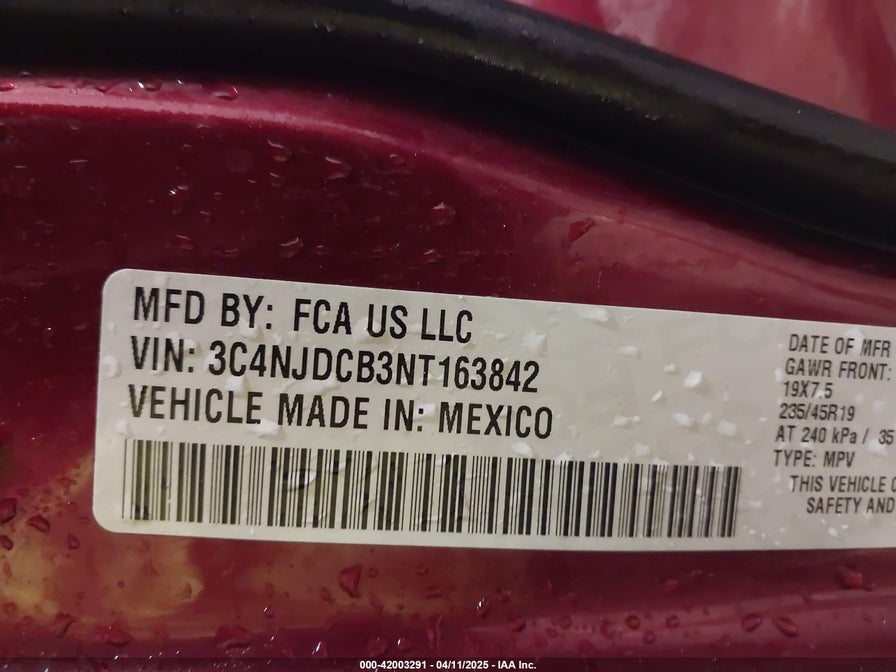 MFD BY: FCA US LLC
VIN: 3C4NJDCB3NT163842
VEHICLE MADE IN: MEXICO
DATE OF MFR
GAWR FRONT:
19X7.5
235/45R19
AT 240 kPa / 35
TYPE: MPV
THIS VEHICLE
SAFETY AND
000-42003291 - 04/11/2025 - IAA Inc.